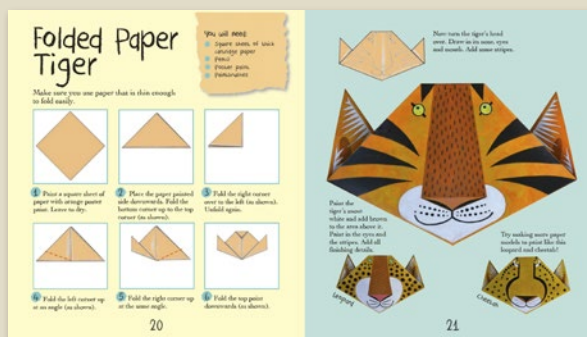 Folded Paper
Tiger
You will need:
Square sheets of thick
cartridge paper
Pencil
Poster paint
Paintbrushes
Make sure you use paper that is thin enough
to fold easily.
1 Paint a square sheet of
paper with orange poster
paint. Leave to dry.
2 Place the paper painted
side downwards. Fold the
bottom corner up to the top
corner (as shown).
3 Fold the right corner
over to the left (as shown).
Unfold again.
4 Fold the left corner up
at an angle (as shown).
5 Fold the right corner up
at the same angle.
6 Fold the top point
downwards (as shown).
20
Now turn the tiger's head
over. Draw in its nose, eyes
and mouth. Add some stripes.
Paint the
tiger's snout
white and add brown to
the area above it.
Paint in the eyes and
the stripes. Add all
finishing details.
Try making more paper
models to paint like this
leopard and cheetah!
Leopard
Cheetah
21